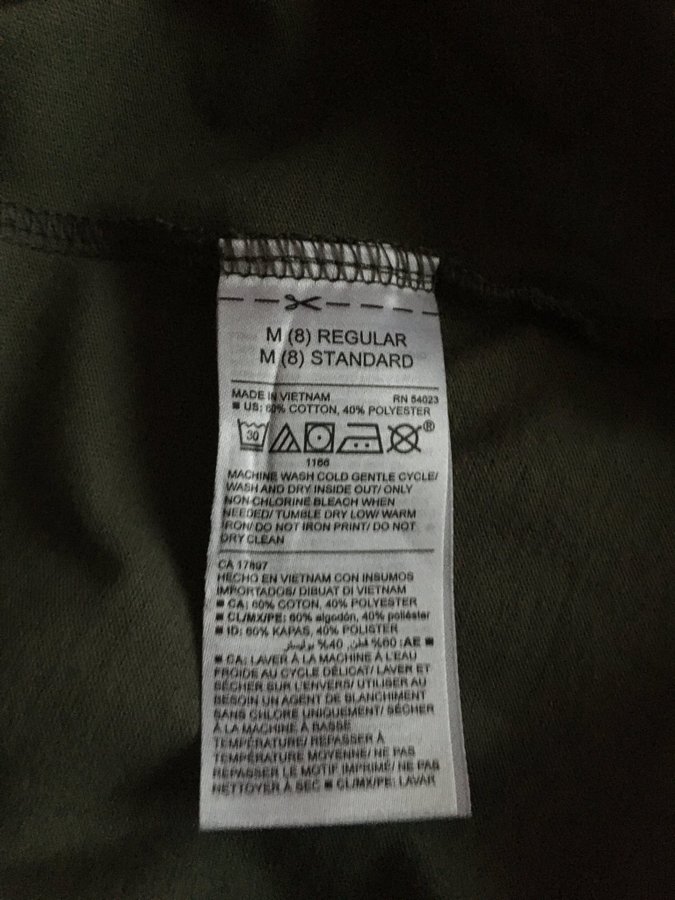 M (8) REGULAR
M (8) STANDARD
MADE IN VIETNAM RN 54023
■ US: 60% COTTON, 40% POLYESTER
30 ®
1166
MACHINE WASH COLD GENTLE CYCLE/
WASH AND DRY INSIDE OUT/ ONLY
NON CHLORINE BLEACH WHEN
NEEDED/ TUMBLE DRY LOW/ WARM
IRON/ DO NOT IRON PRINT/ DO NOT
DRY CLEAN
CA 17897
HECHO EN VIETNAM CON INSUMOS
IMPORTADOS/ DIBUAT DI VIETNAM
■ CA: 60% COTON, 40% POLYESTER
■ CL/MX/PE: 60% algodón, 40% poliéster
■ ID: 60% KAPAS, 40% POLISTER
■ AE: 60% قطن, 40% بوليستر
■ CA: LAVER À LA MACHINE À L'EAU
FROIDE AU CYCLE DÉLICAT/ LAVER ET
SÉCHER SUR L'ENVERS/ UTILISER AU
BESOIN UN AGENT DE BLANCHIMENT
SANS CHLORE UNIQUEMENT/ SÉCHER
À LA MACHINE À BASSE
TEMPÉRATURE/ REPASSER À
TEMPÉRATURE MOYENNE/ NE PAS
REPASSER LE MOTIF IMPRIMÉ/ NE PAS
NETTOYER À SEC ■ CL/MX/PE: LAVAR